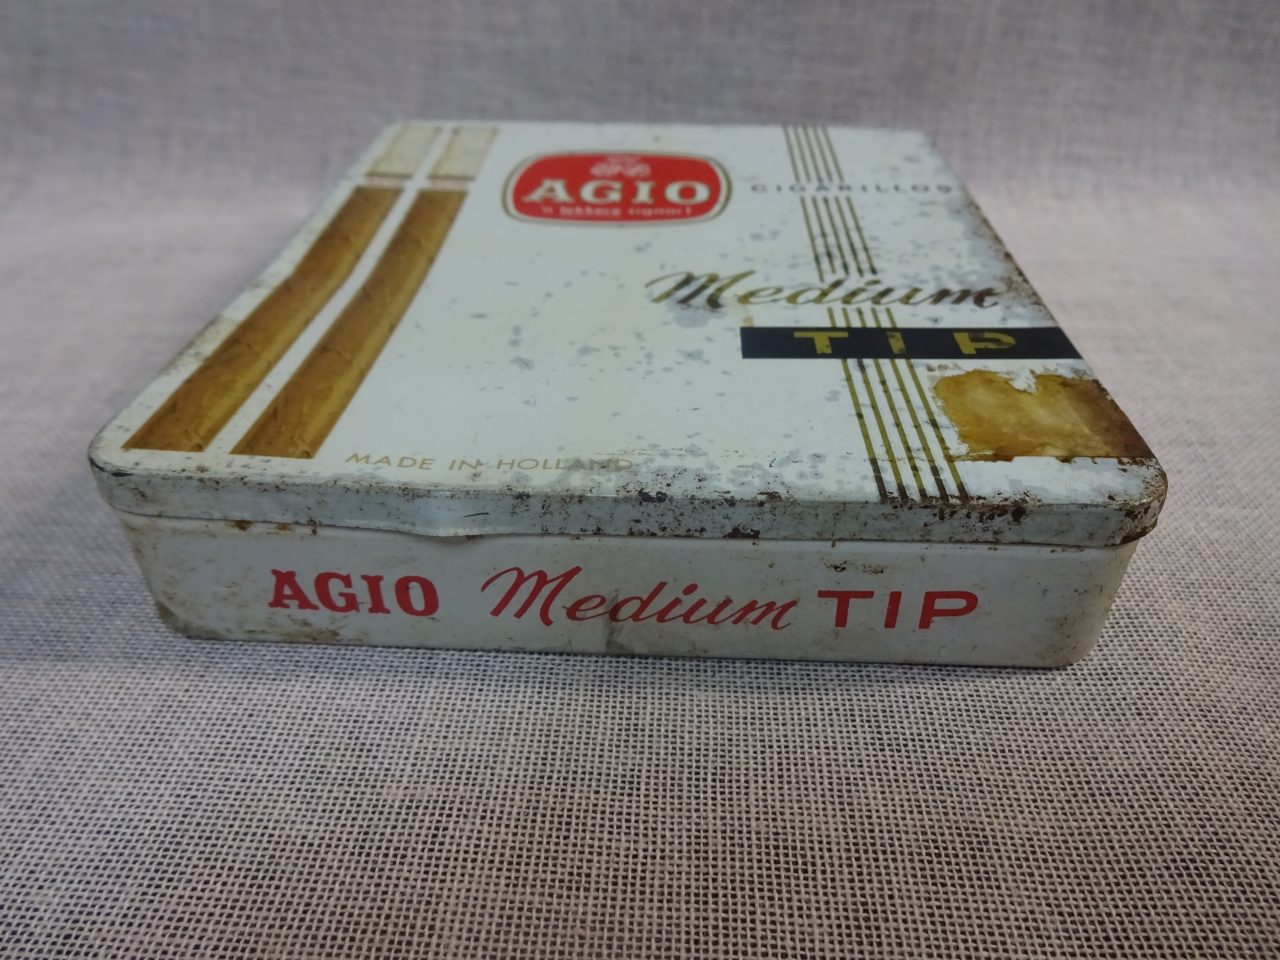 AGIO
CIGARILLOS
Medium
TIP
MADE IN HOLLAND
AGIO Medium TIP